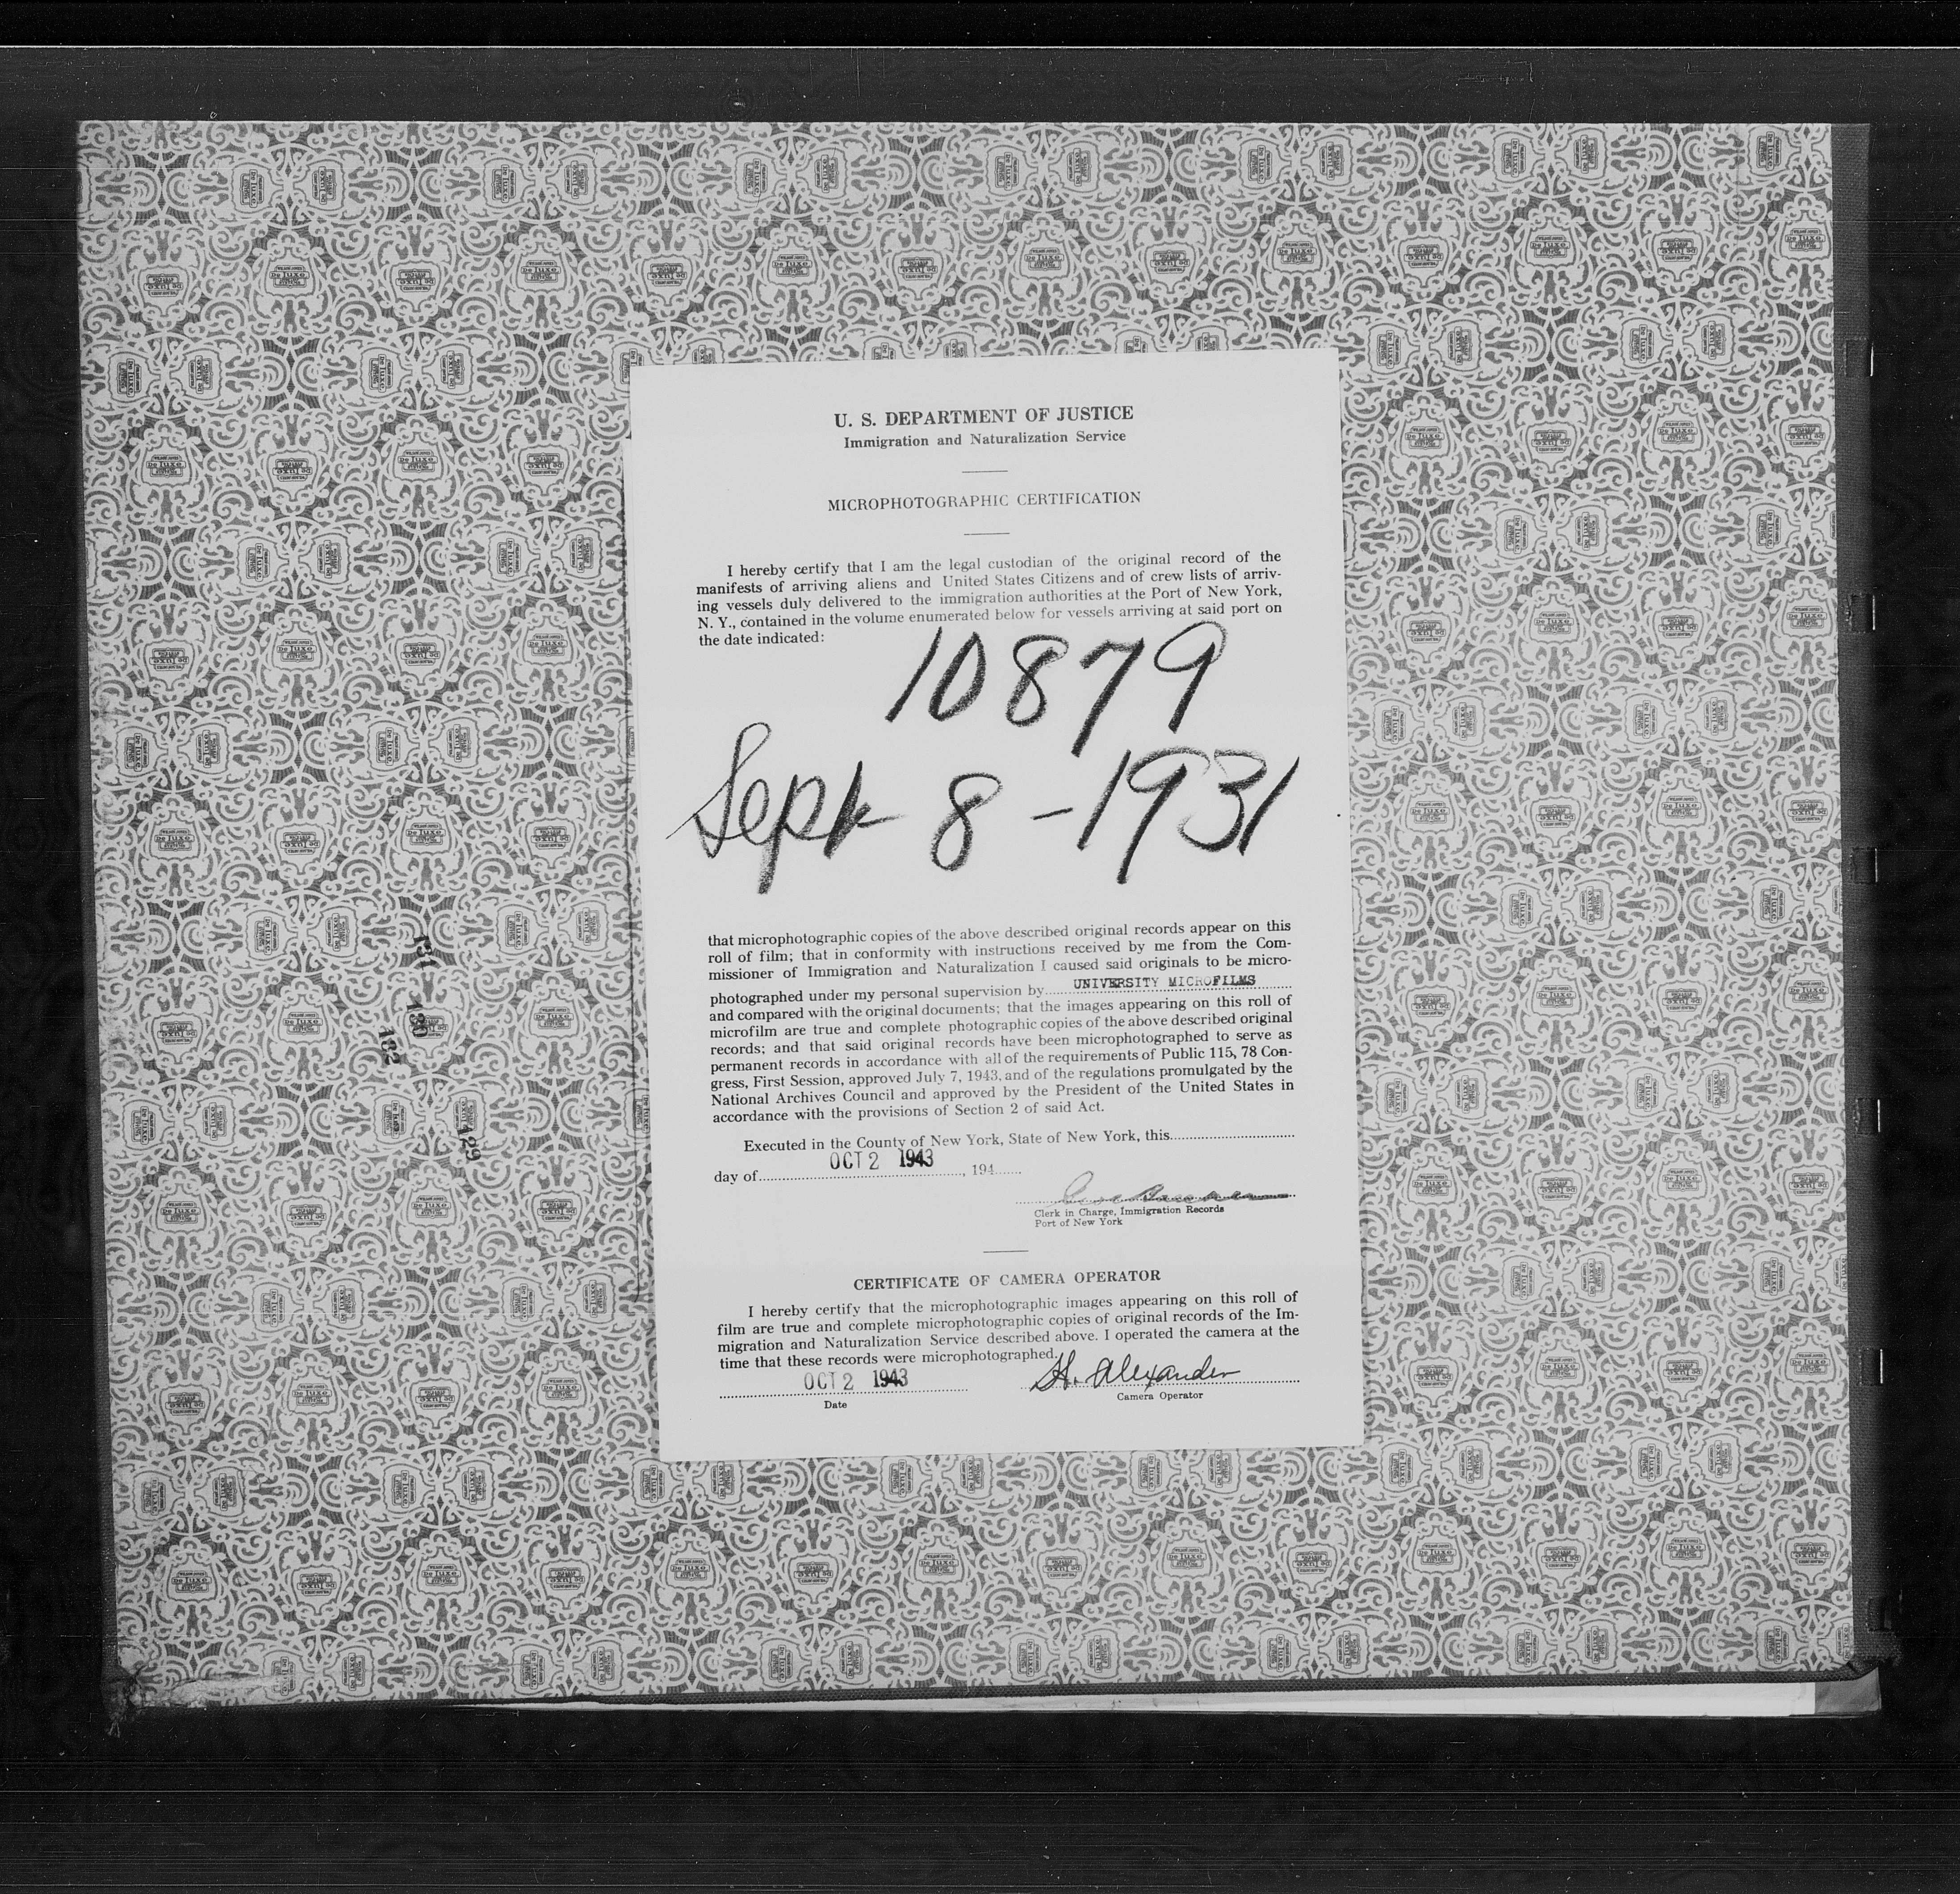 U. S. DEPARTMENT OF JUSTICE
Immigration and Naturalization Service
MICROPHOTOGRAPHIC CERTIFICATION
I hereby certify that I am the legal custodian of the original record of the
manifests of arriving aliens and United States Citizens and of crew lists of arriv-
ing vessels duly delivered to the immigration authorities at the Port of New York,
N. Y., contained in the volume enumerated below for vessels arriving at said port on
the date indicated:
10879
Sept 8 - 1931
that microphotographic copies of the above described original records appear on this
roll of film; that in conformity with instructions received by me from the Com-
missioner of Immigration and Naturalization I caused said originals to be micro-
photographed under my personal supervision by UNIVERSITY MICROFILMS
and compared with the original documents; that the images appearing on this roll of
microfilm are true and complete photographic copies of the above described original
records; and that said original records have been microphotographed to serve as
permanent records in accordance with all of the requirements of Public 115, 78 Con-
gress, First Session, approved July 7, 1943, and of the regulations promulgated by the
National Archives Council and approved by the President of the United States in
accordance with the provisions of Section 2 of said Act.
Executed in the County of New York, State of New York, this
day of OCT 2 1943, 194
Clerk in Charge, Immigration Records
Port of New York
CERTIFICATE OF CAMERA OPERATOR
I hereby certify that the microphotographic images appearing on this roll of
film are true and complete microphotographic copies of original records of the Im-
migration and Naturalization Service described above. I operated the camera at the
time that these records were microphotographed.
OCT 2 1943 H. Alexander
Date Camera Operator
131
130
132
129
De Luxe